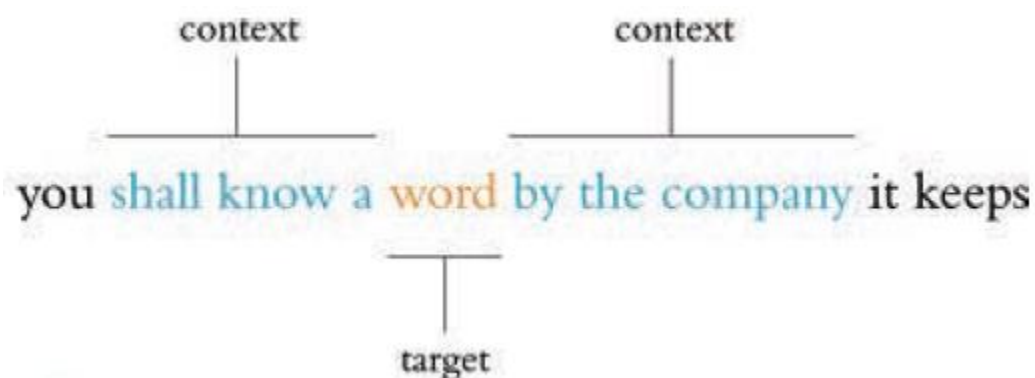 context context
you shall know a word by the company it keeps
target